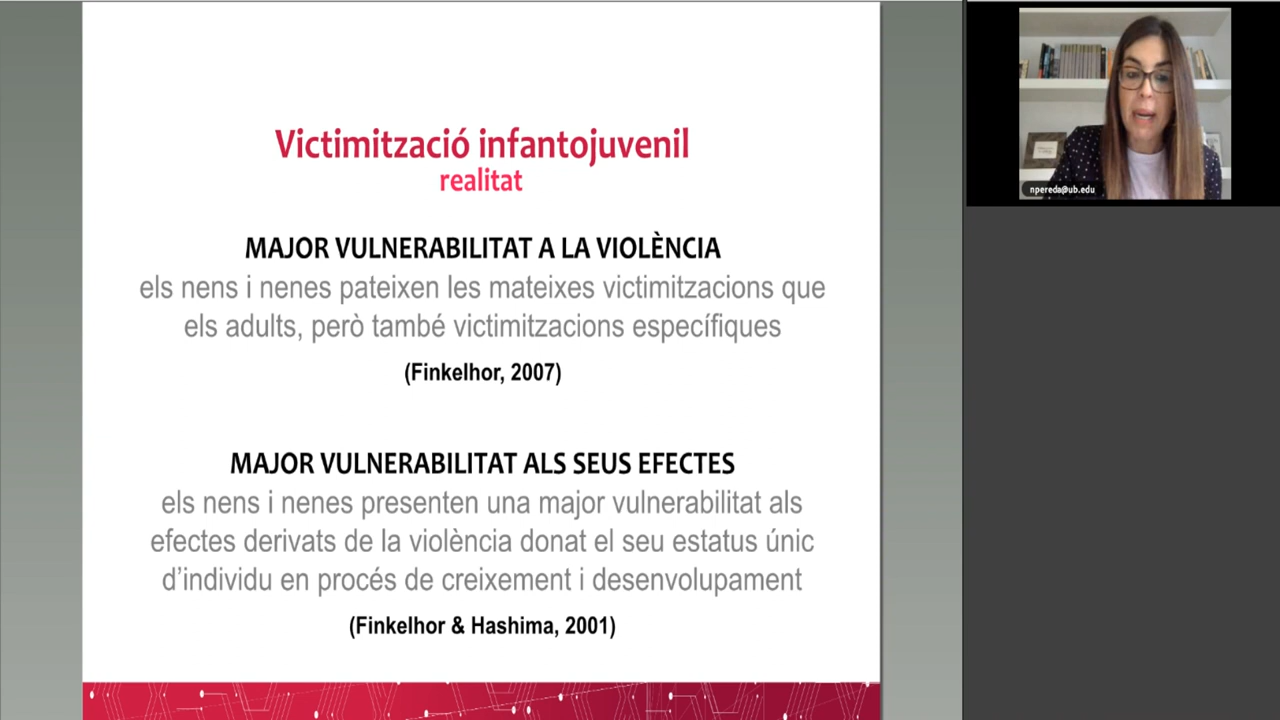 Victimització infantojuvenil
realitat
MAJOR VULNERABILITAT A LA VIOLÈNCIA
els nens i nenes pateixen les mateixes victimitzacions que
els adults, però també victimitzacions específiques
(Finkelhor, 2007)
MAJOR VULNERABILITAT ALS SEUS EFECTES
els nens i nenes presenten una major vulnerabilitat als
efectes derivats de la violència donat el seu estatus únic
d’individu en procés de creixement i desenvolupament
(Finkelhor & Hashima, 2001)
npereda@ub.edu